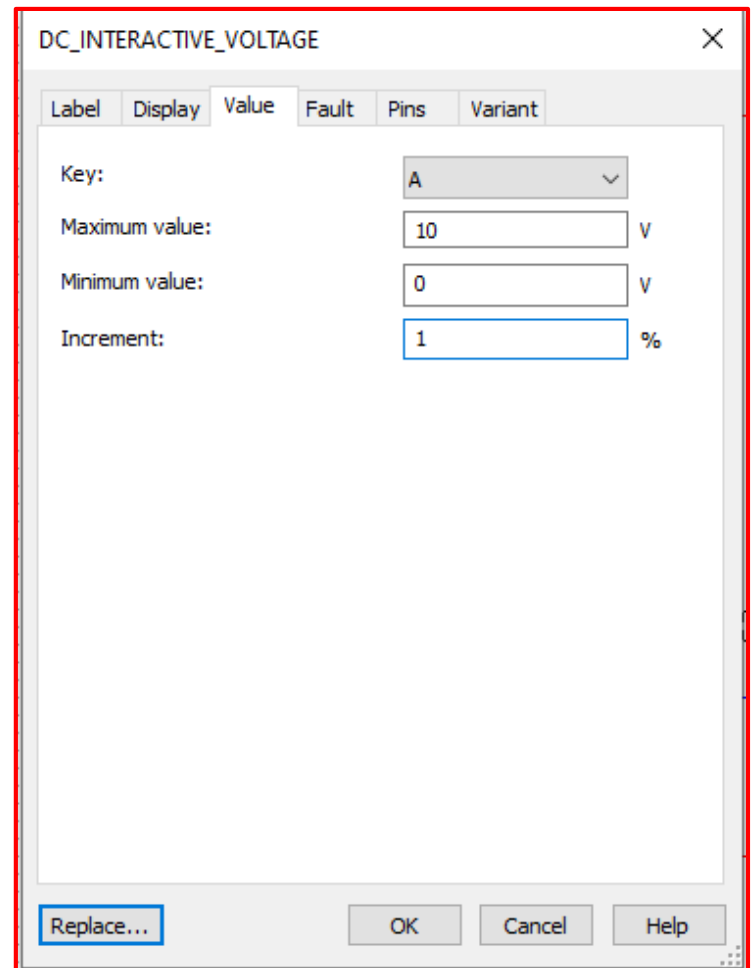 DC_INTERACTIVE_VOLTAGE
Label Display Value Fault Pins Variant
Key: A
Maximum value: 10 V
Minimum value: 0 V
Increment: 1 %
Replace... OK Cancel Help